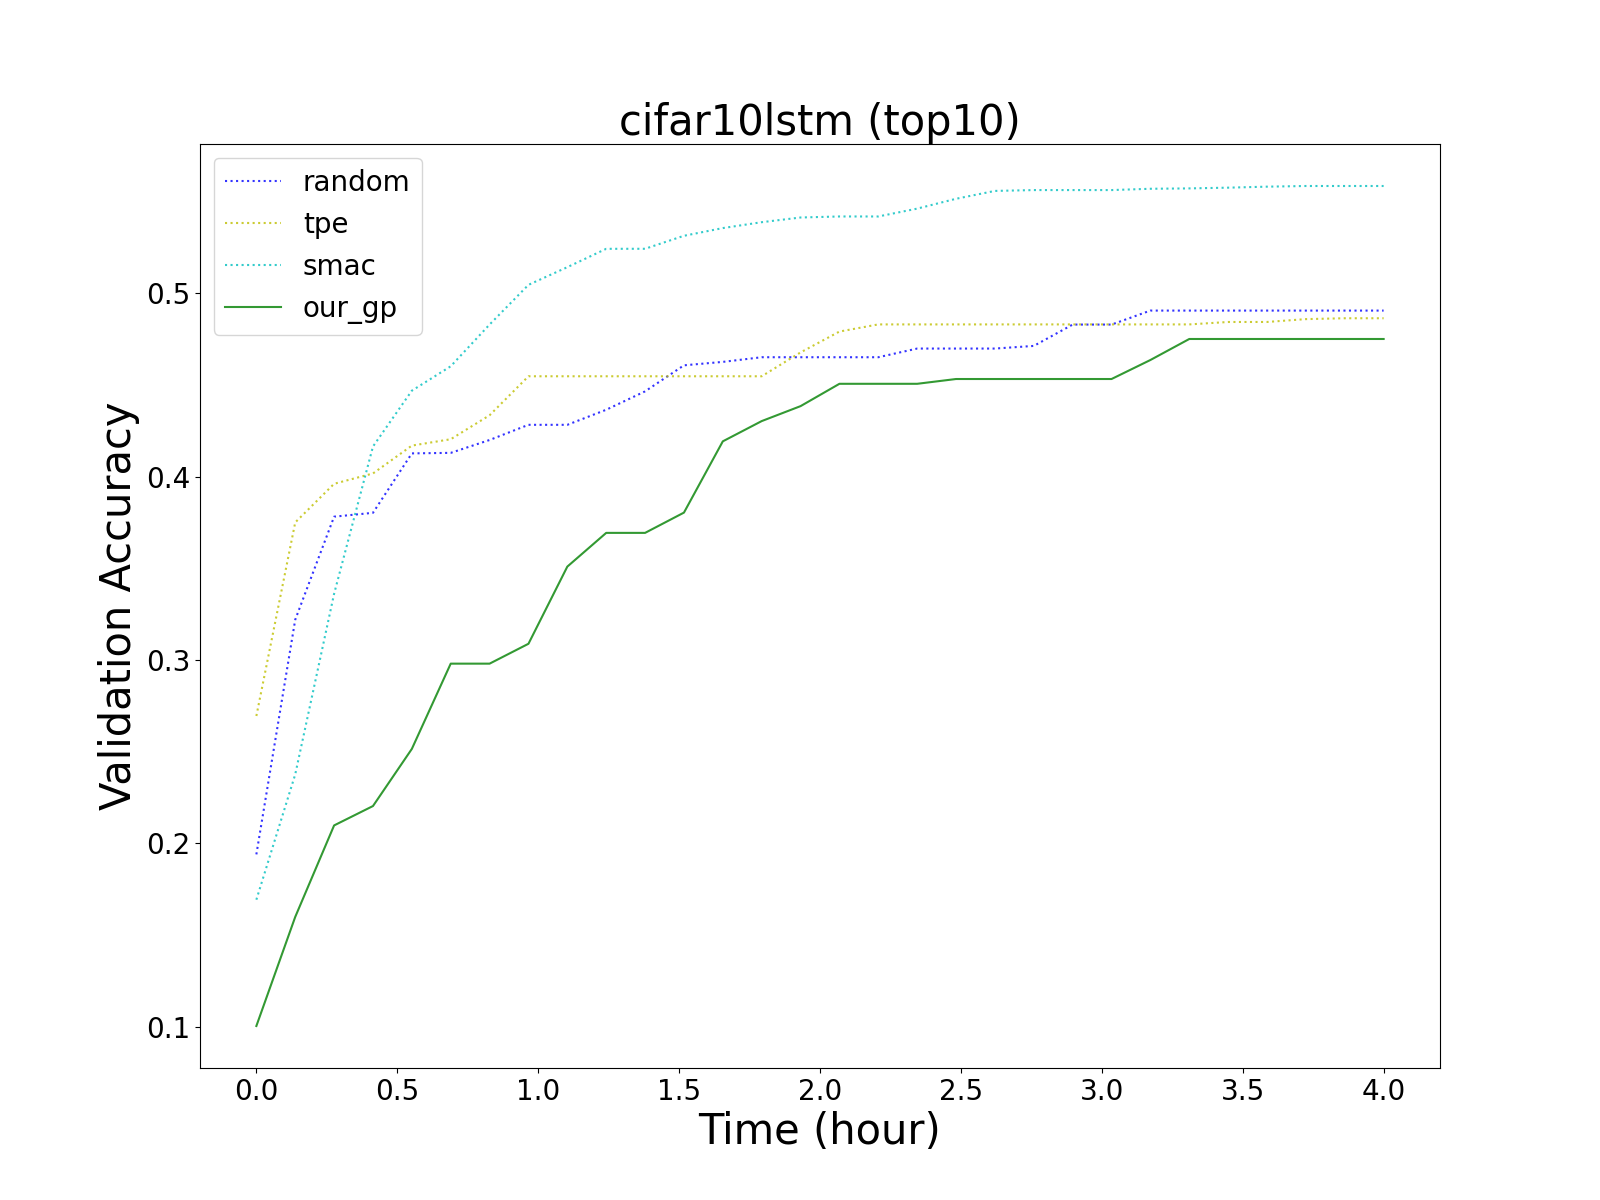 cifar10lstm (top10)
random
tpe
smac
our_gp
Validation Accuracy
0.5
0.4
0.3
0.2
0.1
0.0 0.5 1.0 1.5 2.0 2.5 3.0 3.5 4.0
Time (hour)